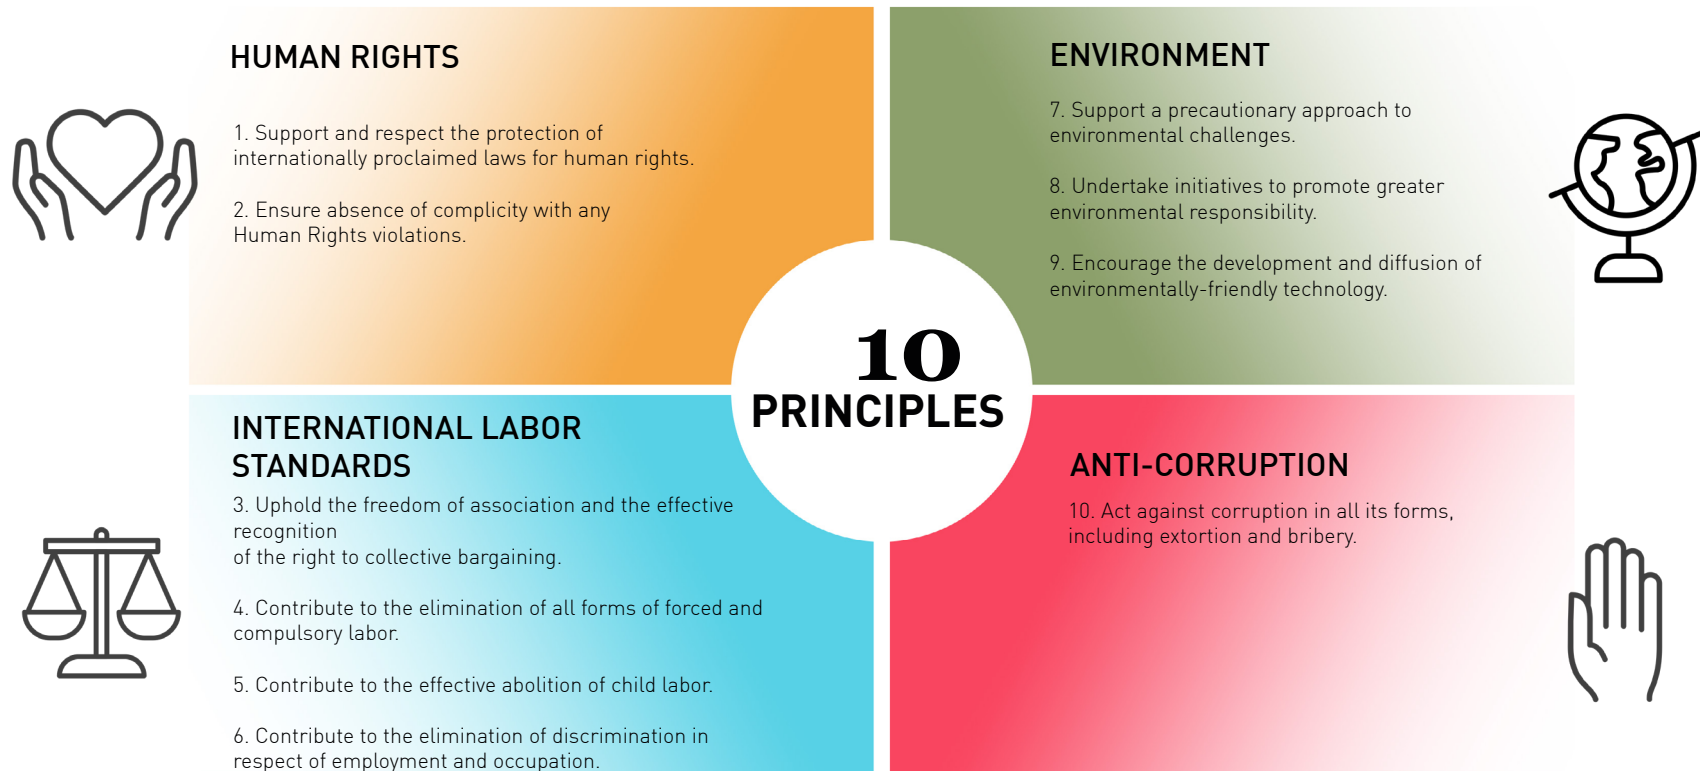 HUMAN RIGHTS
1. Support and respect the protection of
internationally proclaimed laws for human rights.
2. Ensure absence of complicity with any
Human Rights violations.
ENVIRONMENT
7. Support a precautionary approach to
environmental challenges.
8. Undertake initiatives to promote greater
environmental responsibility.
9. Encourage the development and diffusion of
environmentally-friendly technology.
10
PRINCIPLES
INTERNATIONAL LABOR
STANDARDS
3. Uphold the freedom of association and the effective
recognition
of the right to collective bargaining.
4. Contribute to the elimination of all forms of forced and
compulsory labor.
5. Contribute to the effective abolition of child labor.
6. Contribute to the elimination of discrimination in
respect of employment and occupation.
ANTI-CORRUPTION
10. Act against corruption in all its forms,
including extortion and bribery.